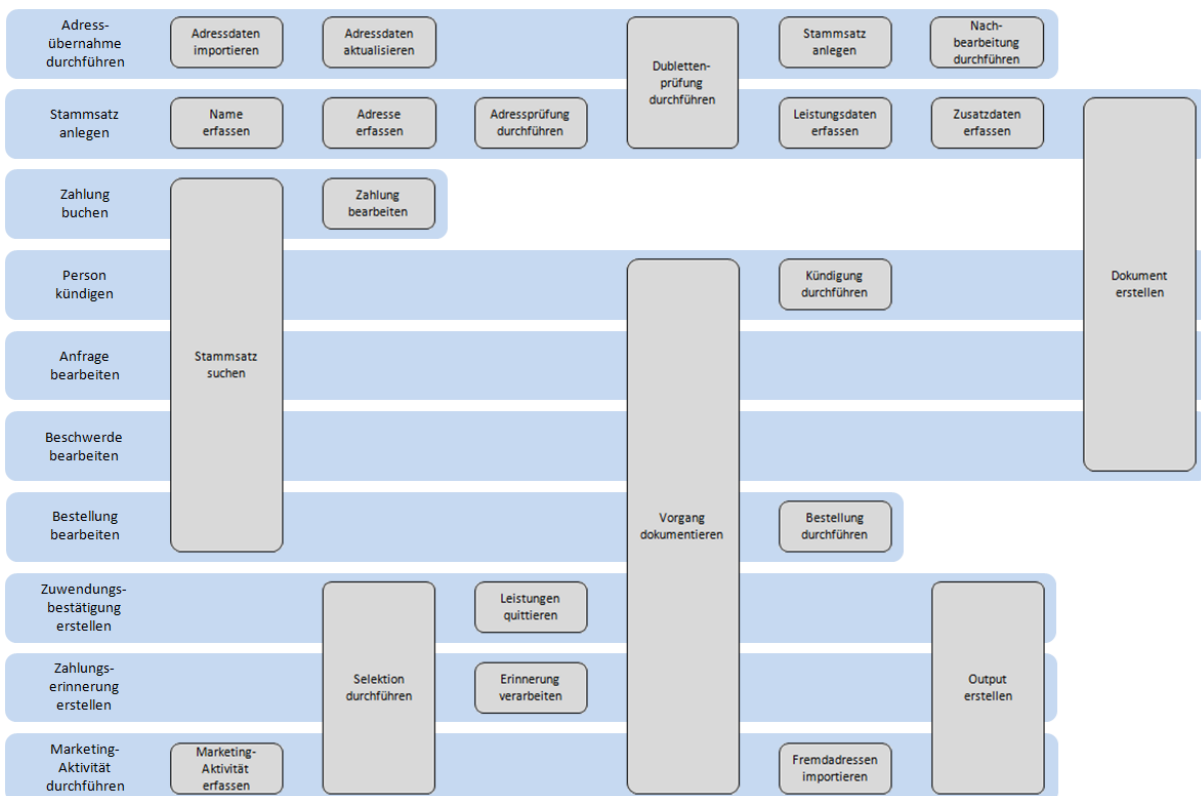 Adress-
übernahme
durchführen
Adressdaten
importieren
Adressdaten
aktualisieren
Dubletten-
prüfung
durchführen
Stammsatz
anlegen
Nach-
bearbeitung
durchführen
Stammsatz
anlegen
Name
erfassen
Adresse
erfassen
Adressprüfung
durchführen
Leistungsdaten
erfassen
Zusatzdaten
erfassen
Zahlung
buchen
Zahlung
bearbeiten
Person
kündigen
Kündigung
durchführen
Dokument
erstellen
Anfrage
bearbeiten
Stammsatz
suchen
Beschwerde
bearbeiten
Bestellung
bearbeiten
Vorgang
dokumentieren
Bestellung
durchführen
Zuwendungs-
bestätigung
erstellen
Leistungen
quittieren
Zahlungs-
erinnerung
erstellen
Selektion
durchführen
Erinnerung
verarbeiten
Output
erstellen
Marketing-
Aktivität
durchführen
Marketing-
Aktivität
erfassen
Fremdadressen
importieren